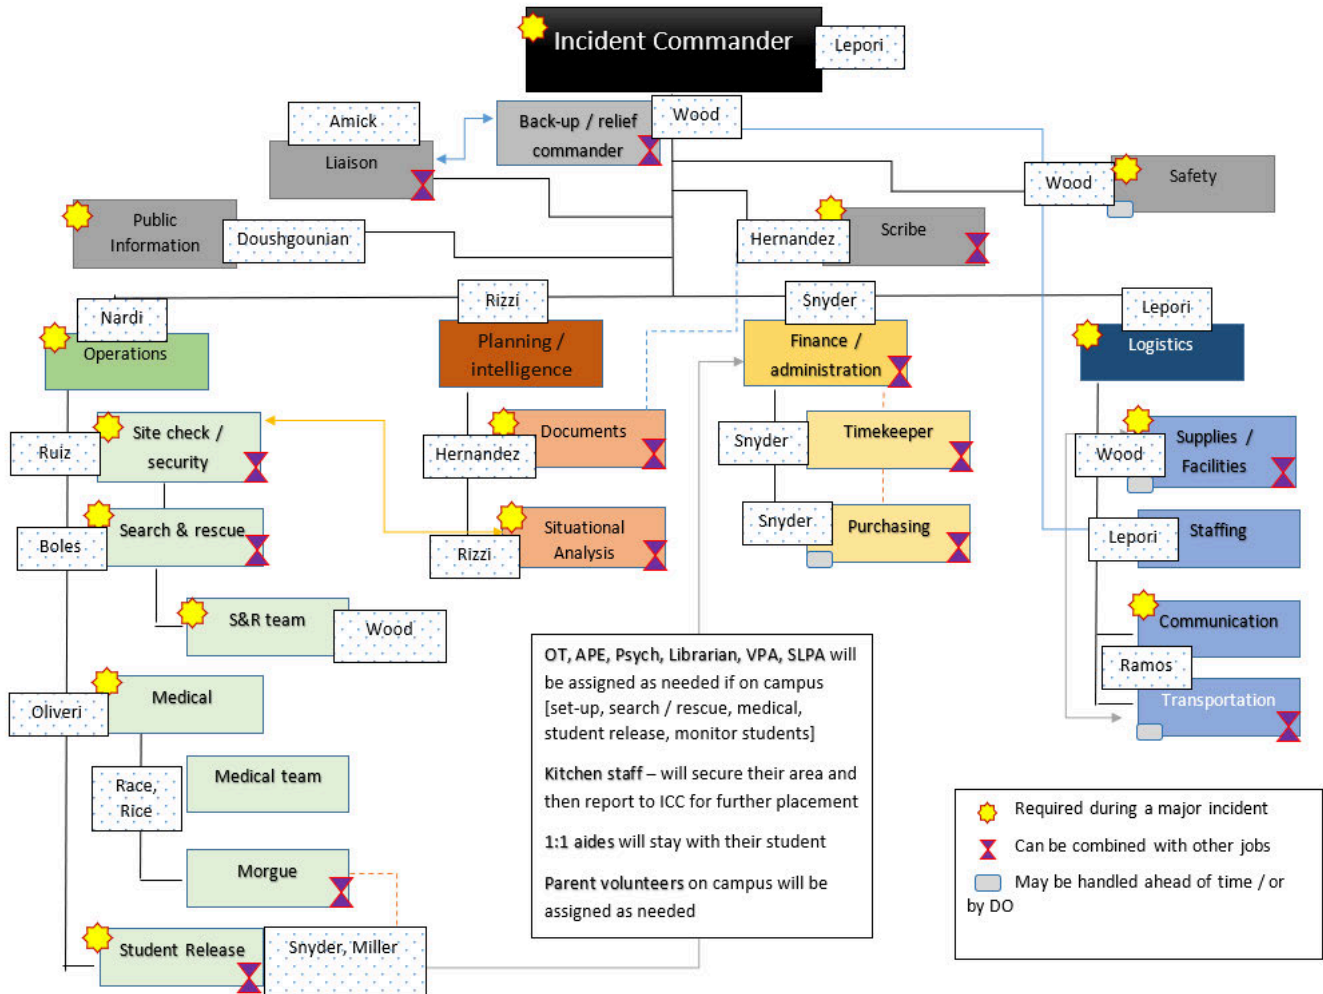 Incident Commander
Lepori
Amick
Liaison
Back-up / relief
commander
Wood
Wood
Safety
Public
Information
Doushgounian
Hernandez
Scribe
Nardi
Operations
Rizzi
Planning /
intelligence
Snyder
Finance /
administration
Lepori
Logistics
Ruiz
Site check /
security
Hernandez
Documents
Snyder
Timekeeper
Wood
Supplies /
Facilities
Boles
Search & rescue
Rizzi
Situational
Analysis
Snyder
Purchasing
Lepori
Staffing
S&R team
Wood
Communication
Ramos
Transportation
Oliveri
Medical
Race,
Rice
Medical team
Morgue
Student Release
Snyder, Miller
OT, APE, Psych, Librarian, VPA, SLPA will
be assigned as needed if on campus
[set-up, search / rescue, medical,
student release, monitor students]
Kitchen staff – will secure their area and
then report to ICC for further placement
1:1 aides will stay with their student
Parent volunteers on campus will be
assigned as needed
Required during a major incident
Can be combined with other jobs
May be handled ahead of time / or
by DO